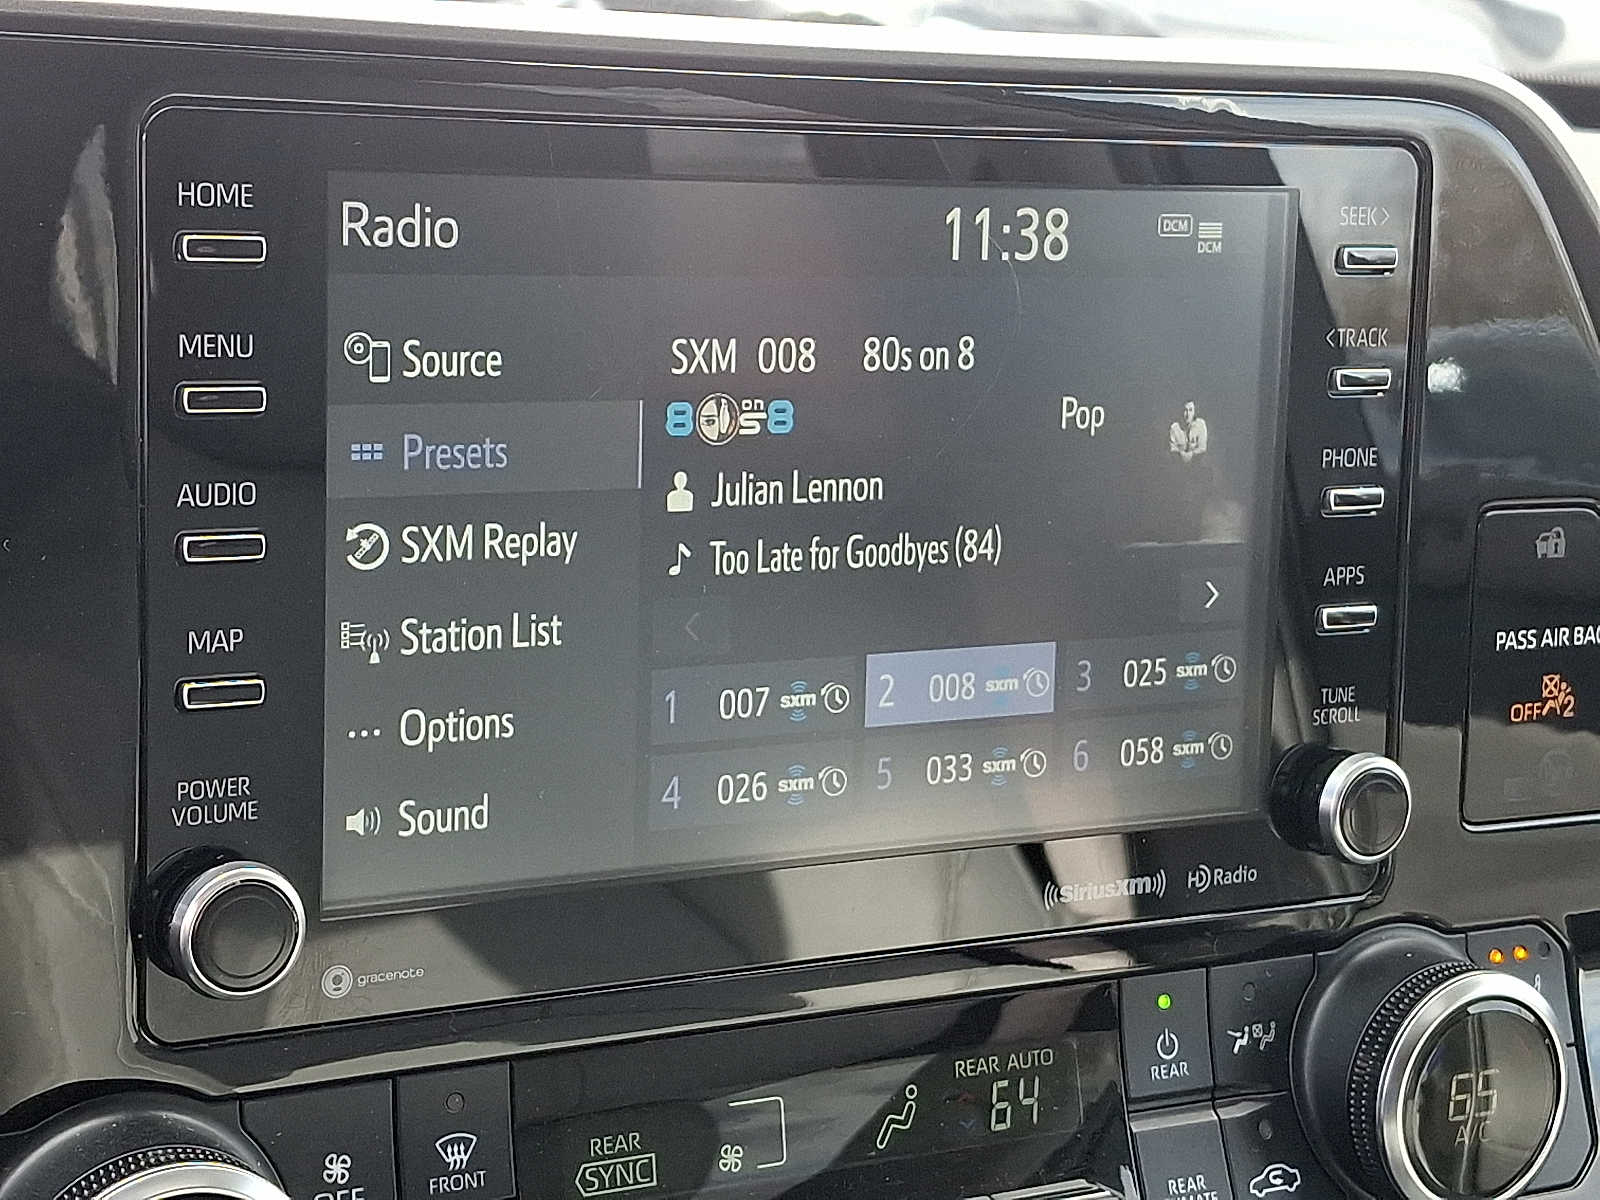 HOME
MENU
AUDIO
MAP
POWER
VOLUME
Radio
11:38
DCM
DCM
Source
Presets
SXM Replay
Station List
Options
Sound
SXM 008 80s on 8
8 on 8
Pop
Julian Lennon
Too Late for Goodbyes (84)
1 007 sxm
2 008 sxm
3 025 sxm
4 026 sxm
5 033 sxm
6 058 sxm
SEEK>
<TRACK
PHONE
APPS
TUNE
SCROLL
PASS AIR BAG
OFF 2
gracenote
((SiriusXM))
HD Radio
OFF
FRONT
REAR
SYNC
REAR AUTO
64
REAR
REAR
65
A/C